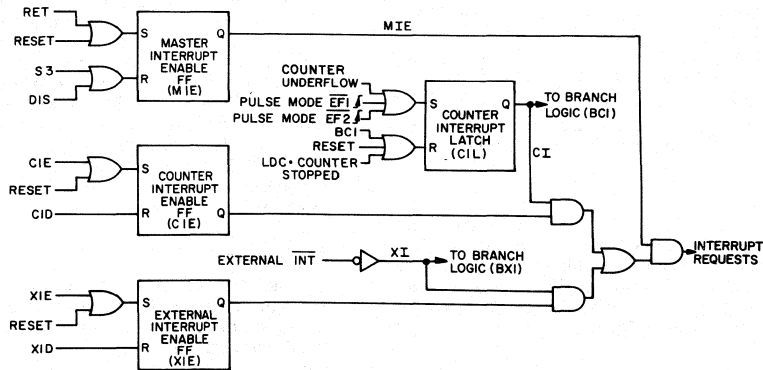 RET
RESET
S
Q
MASTER
INTERRUPT
ENABLE
FF
(MIE)
S3
DIS
R
MIE
COUNTER
UNDERFLOW
PULSE MODE EF1
PULSE MODE EF2
BCI
RESET
LDC • COUNTER
STOPPED
S
Q
R
COUNTER
INTERRUPT
LATCH
(CIL)
TO BRANCH
LOGIC (BCI)
CI
CIE
RESET
CID
S
R
Q
COUNTER
INTERRUPT
ENABLE
FF
(CIE)
EXTERNAL INT
XI
TO BRANCH
LOGIC (BXI)
INTERRUPT
REQUESTS
XIE
RESET
XID
S
Q
R
EXTERNAL
INTERRUPT
ENABLE
FF
(XIE)